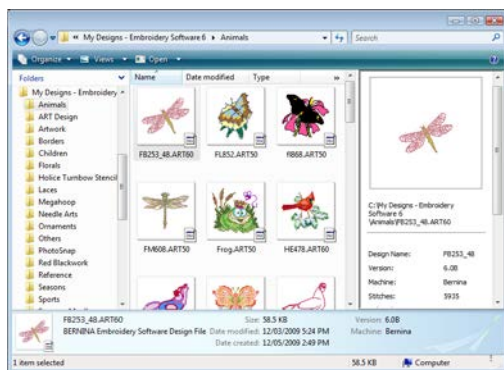 « My Designs - Embroidery Software 6 ▸ Animals
Search
Organize
Views
Open
Folders
Name
Date modified
Type
»
My Designs - Embroidery
Animals
ART Design
Artwork
Borders
Children
Florals
Holice Turnbow Stencil
Laces
Megahoop
Needle Arts
Ornaments
Others
PhotoSnap
Red Blackwork
Reference
Seasons
Sports
FB253_48.ART60
FL852.ART50
fl868.ART50
FM608.ART50
Frog.ART50
HE478.ART60
C:\My Designs - Embroidery
Software 6
\Animals\FB253_48.ART60
Design Name: FB253_48
Version: 6.0B
Machine: Bernina
Stitches: 5935
FB253_48.ART60
BERNINA Embroidery Software Design File
Size: 58.5 KB
Date modified: 12/03/2009 5:24 PM
Date created: 12/05/2009 2:49 PM
Version: 6.0B
Machine: Bernina
1 item selected
58.5 KB
Computer